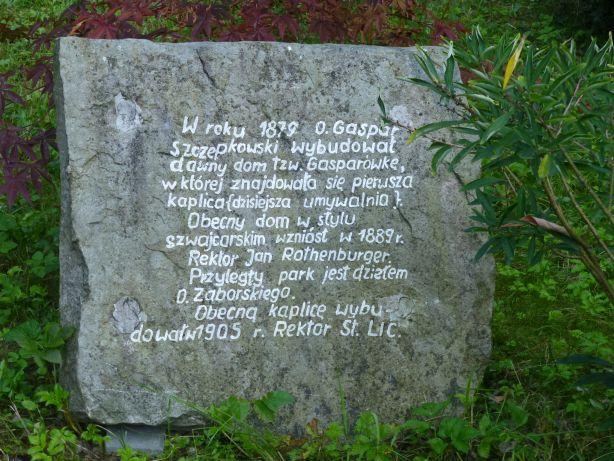 W roku 1879 O. Gaspar
Szczepkowski wybudował
dawny dom tzw. Gasparówkę,
w której znajdowała się pierwsza
kaplica (dzisiejsza umywalnia).
Obecny dom w stylu
szwajcarskim wzniósł w 1889 r.
Rektor Jan Rothenburger.
Przyległy park jest dziełem
O. Zaborskiego.
Obecną kaplicę wybu-
dował w 1905 r. Rektor St. LIC.